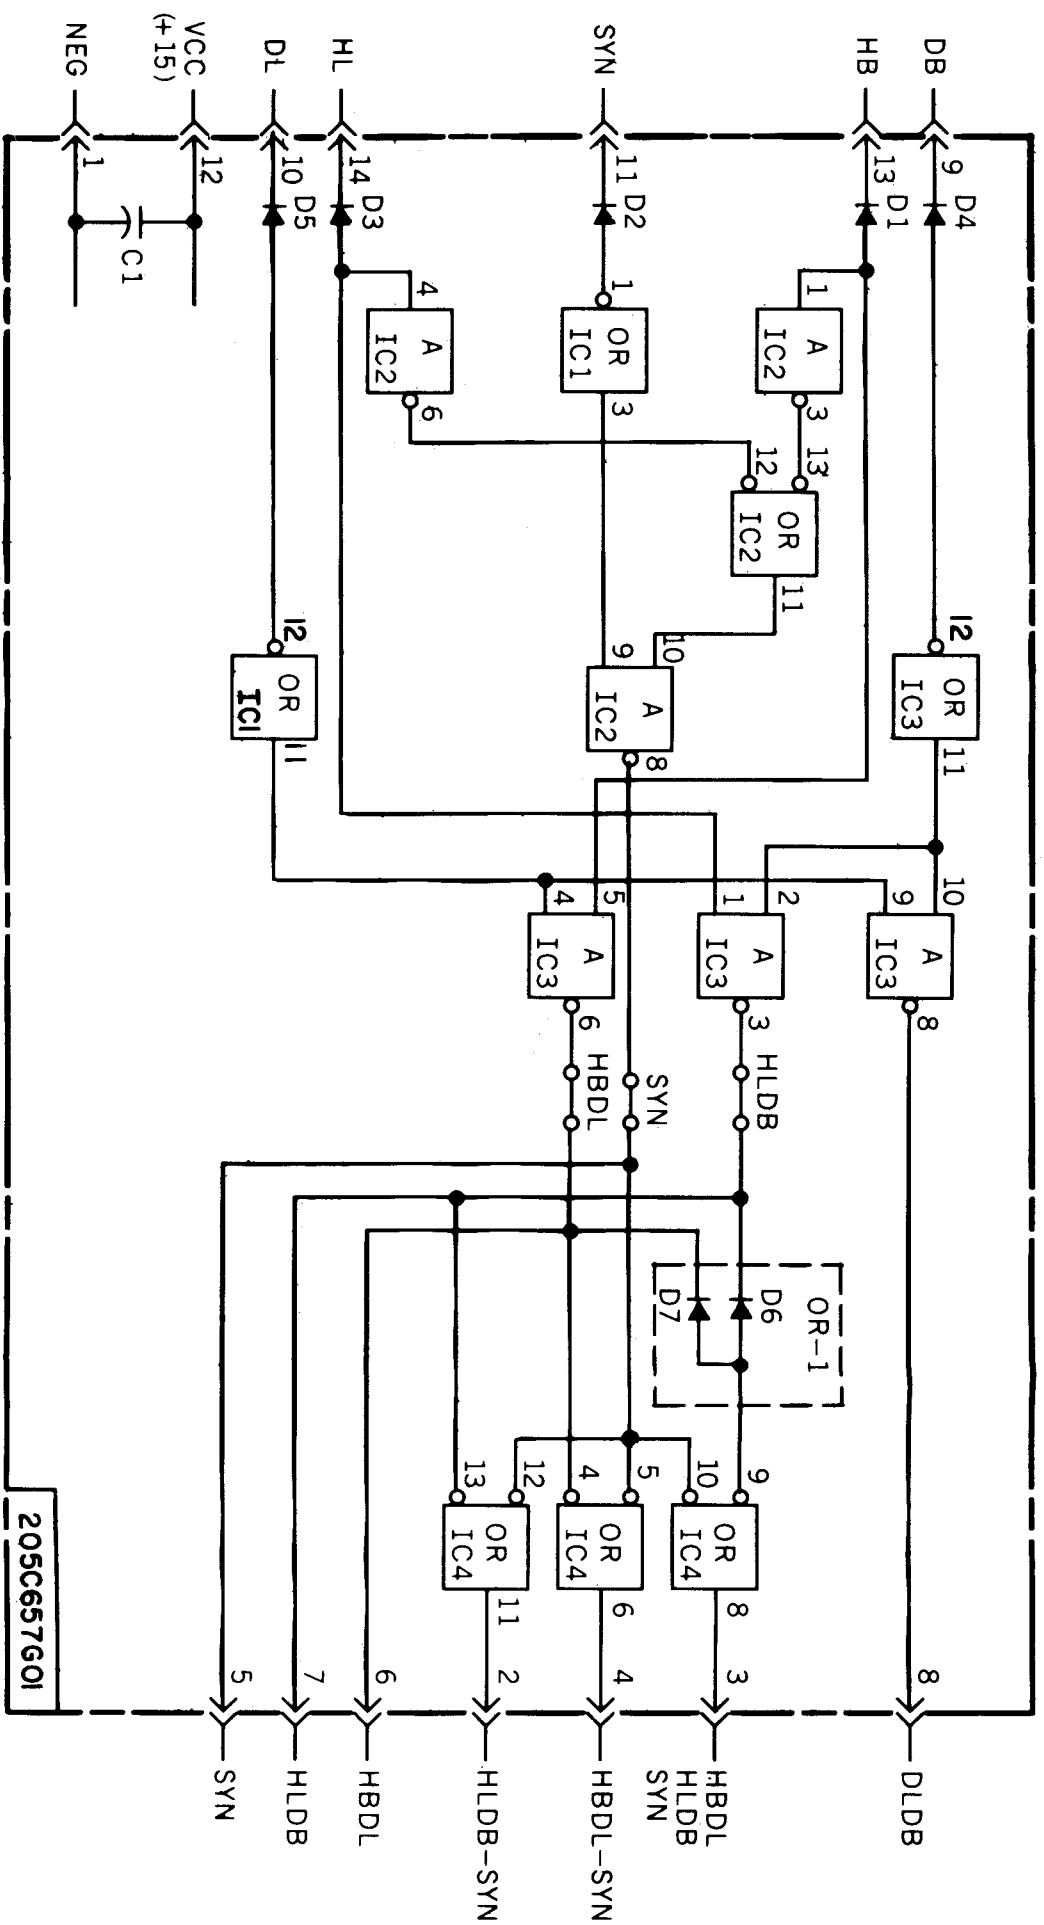 DB
9
D4
12
OR
IC3
11
10
9
A
IC3
8
8
DLDB
HB
13
D1
1
A
IC2
3
13
12
OR
IC2
11
2
1
A
IC3
3
HLDB
OR-1
D6
D7
9
10
OR
IC4
8
3
HBDL
HLDB
SYN
SYN
11
D2
1
OR
IC1
3
10
9
A
IC2
8
5
4
A
IC3
6
SYN
HBDL
5
4
OR
IC4
6
4
HBDL-SYN
HL
14
D3
4
A
IC2
6
12
13
OR
IC4
11
2
HLDB-SYN
DL
10
D5
12
OR
IC1
11
6
HBDL
7
HLDB
5
SYN
VCC
(+15)
12
C1
NEG
1
205C657G01